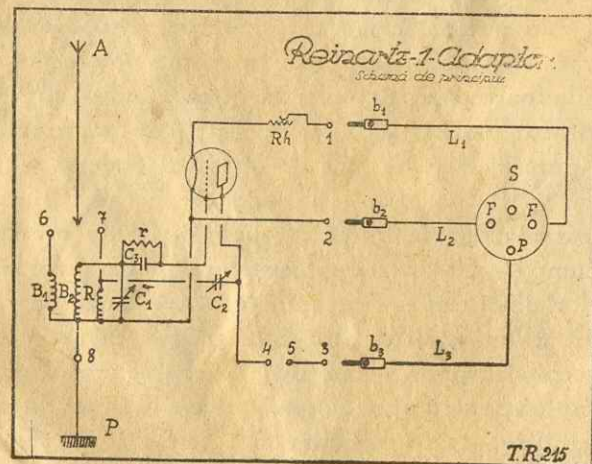 Reinartz-1-Adaptor
Schemă de principiu
A
b₁
Rh
1
L₁
S
F
F
P
b₂
2
L₂
6
7
r
C₃
B₁
B₂
R
C₁
C₂
b₃
4
5
3
L₃
8
P
T.R.215